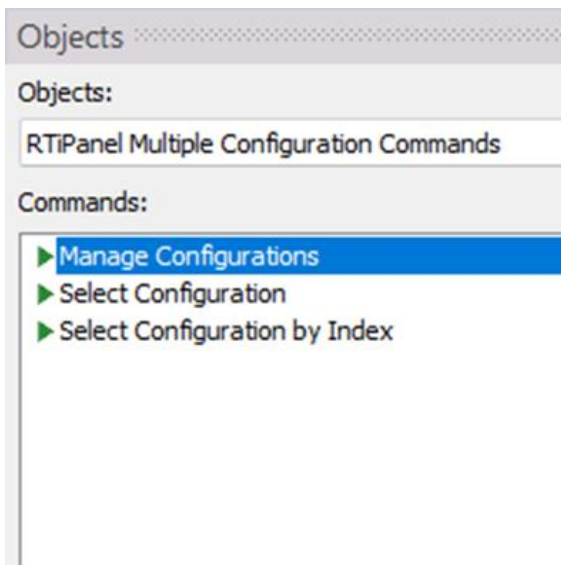 Objects
Objects:
RTiPanel Multiple Configuration Commands
Commands:
Manage Configurations
Select Configuration
Select Configuration by Index